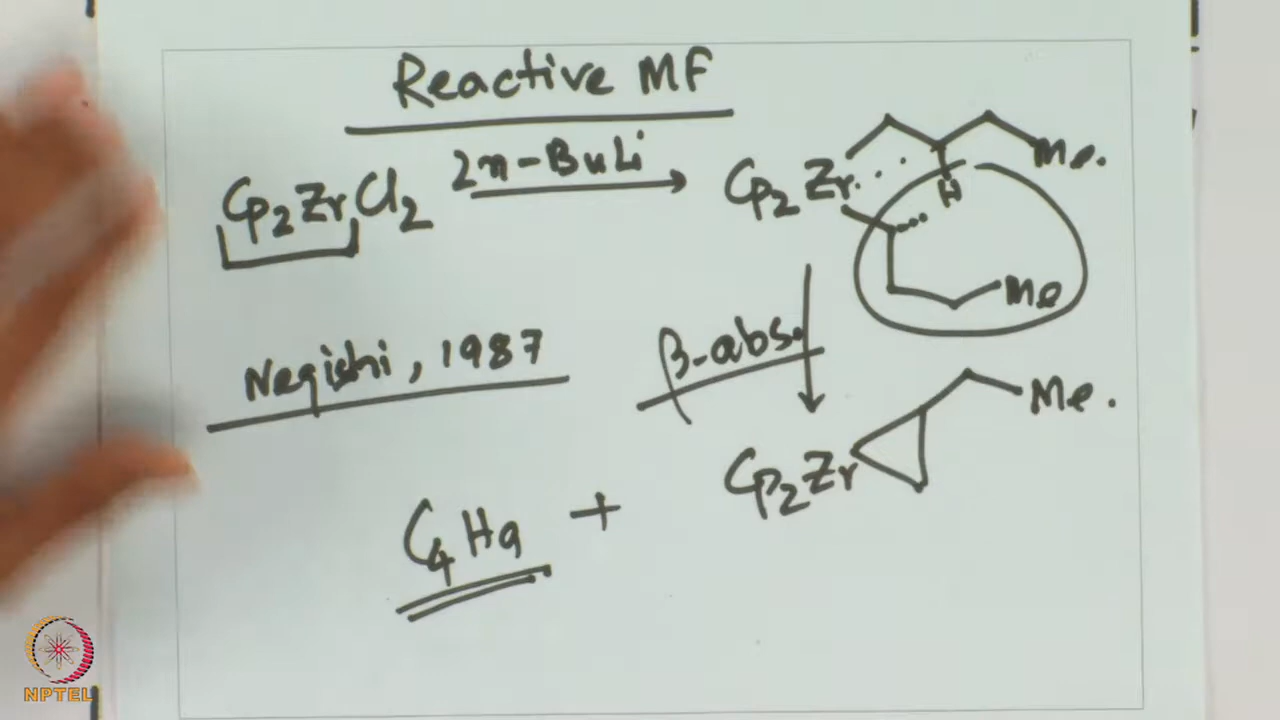 Reactive MF
Cp2ZrCl2 2n-BuLi Cp2Zr Me.
H
Me
Negishi, 1987 β-abs.
Me.
Cp2Zr
C4H9 +
NPTEL